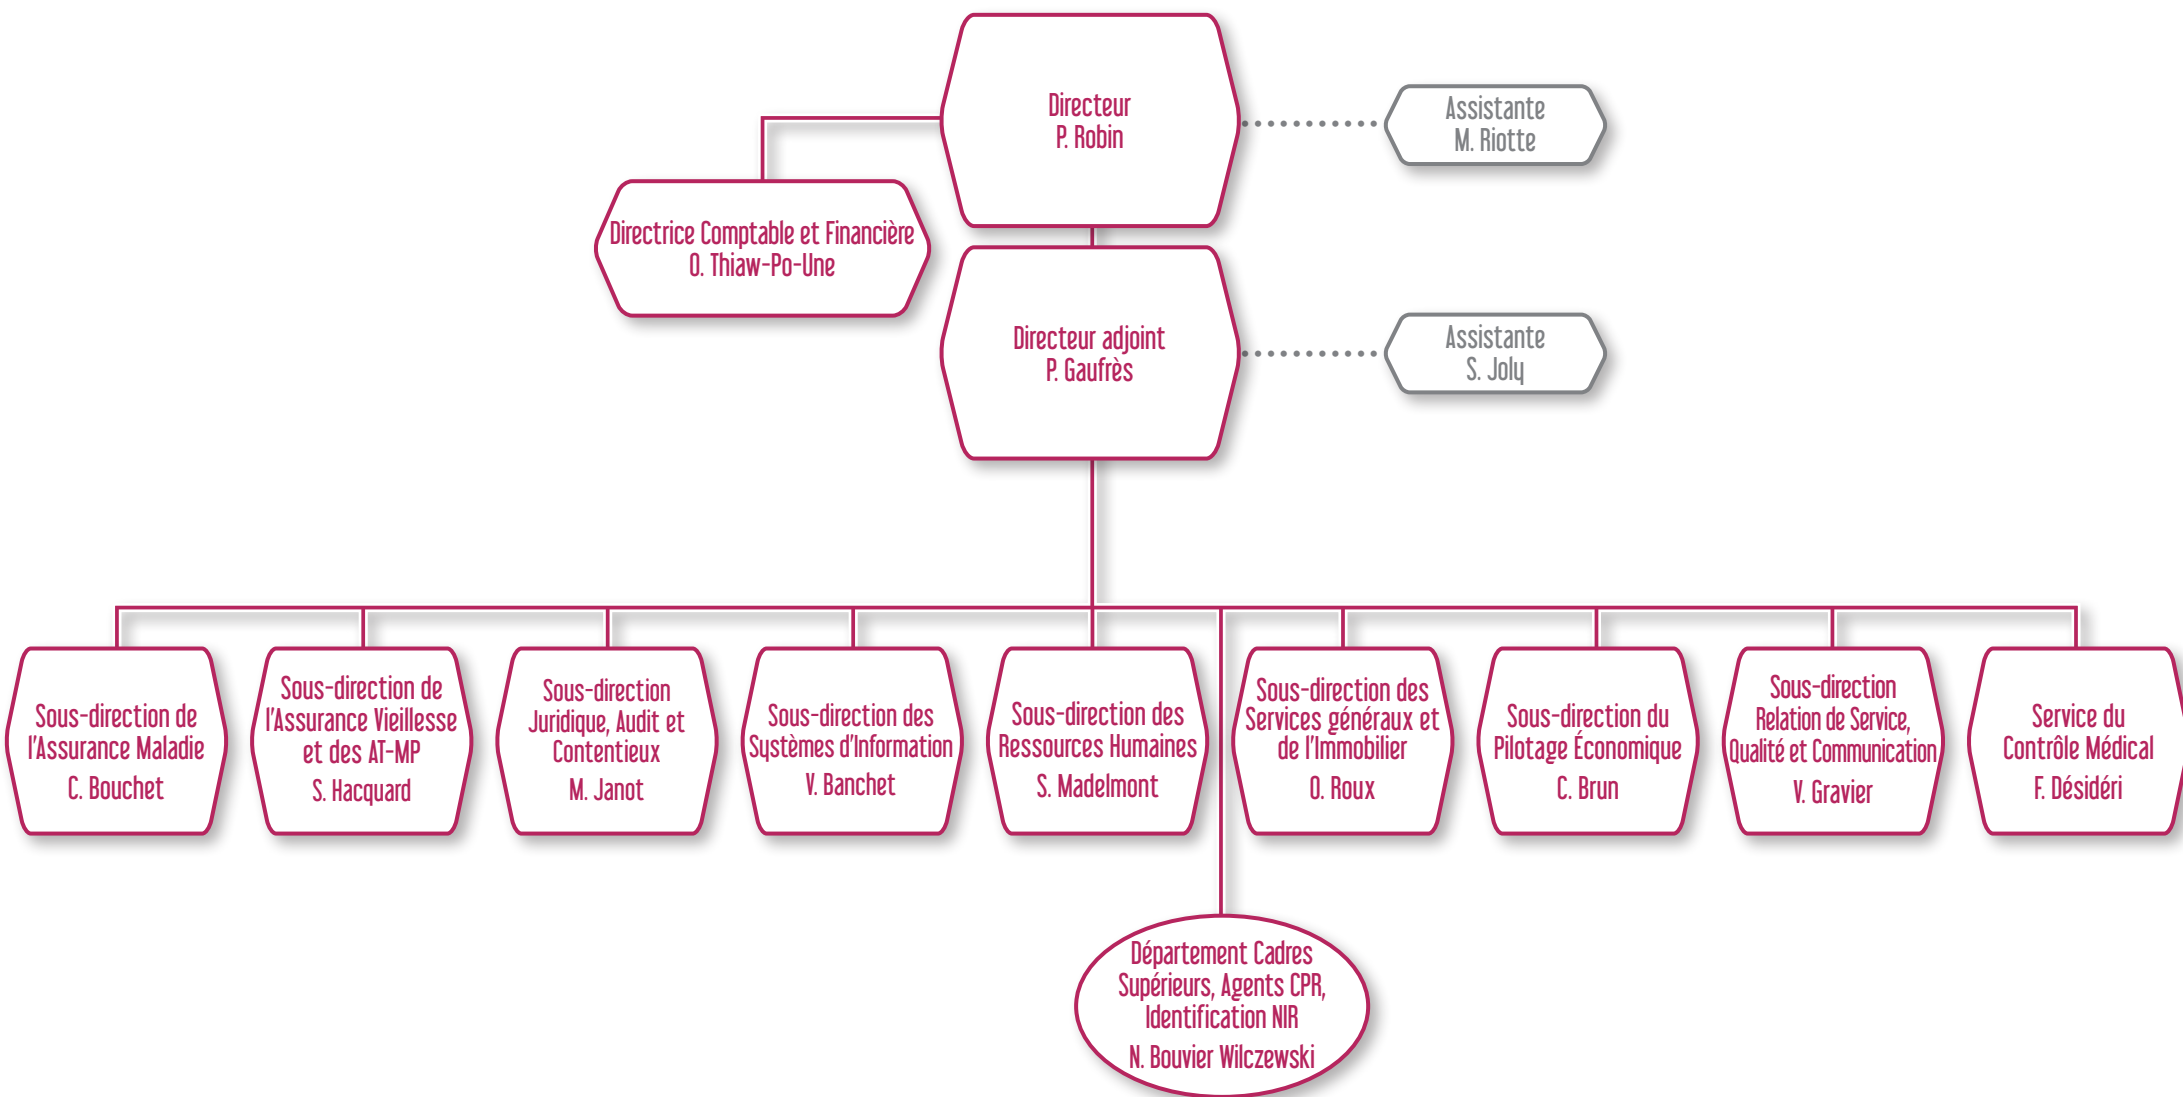 Directeur
P. Robin
Assistante
M. Riotte
Directrice Comptable et Financière
O. Thiaw-Po-Une
Directeur adjoint
P. Gaufrès
Assistante
S. Joly
Sous-direction de
l'Assurance Maladie
C. Bouchet
Sous-direction de
l'Assurance Vieillesse
et des AT-MP
S. Hacquard
Sous-direction
Juridique, Audit et
Contentieux
M. Janot
Sous-direction des
Systèmes d'Information
V. Banchet
Sous-direction des
Ressources Humaines
S. Madelmont
Sous-direction des
Services généraux et
de l'Immobilier
O. Roux
Sous-direction du
Pilotage Économique
C. Brun
Sous-direction
Relation de Service,
Qualité et Communication
V. Gravier
Service du
Contrôle Médical
F. Désidéri
Département Cadres
Supérieurs, Agents CPR,
Identification NIR
N. Bouvier Wilczewski